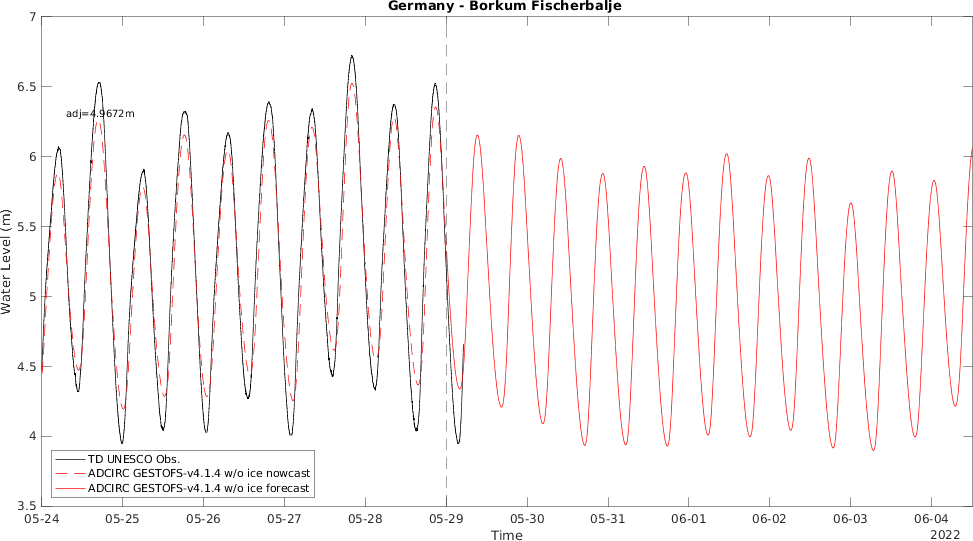 Germany - Borkum Fischerbalje
7
6.5
adj=4.9672m
6
5.5
Water Level (m)
5
4.5
4
TD UNESCO Obs.
ADCIRC GESTOFS-v4.1.4 w/o ice nowcast
ADCIRC GESTOFS-v4.1.4 w/o ice forecast
3.5
05-24 05-25 05-26 05-27 05-28 05-29 05-30 05-31 06-01 06-02 06-03 06-04
Time
2022